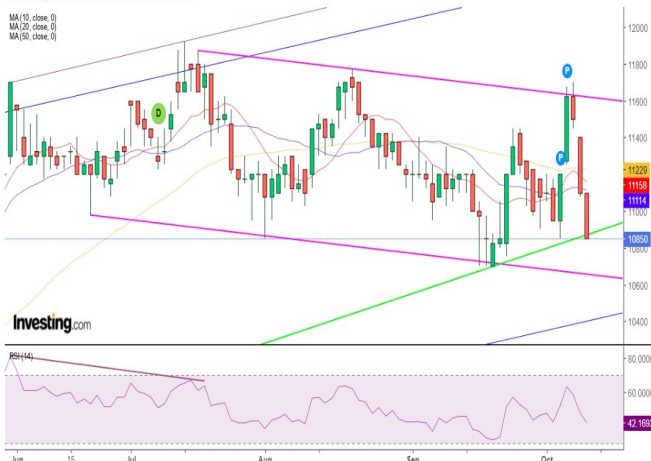 MA (10, close, 0)
MA (20, close, 0)
MA (50, close, 0)
12000
11800
11600
11400
11229
11158
11114
11000
10850
10600
10400
D
P
P
Investing.com
RSI (14)
80.0000
60.0000
42.1692
Jun
15
Jul
Aug
Sep
Oct